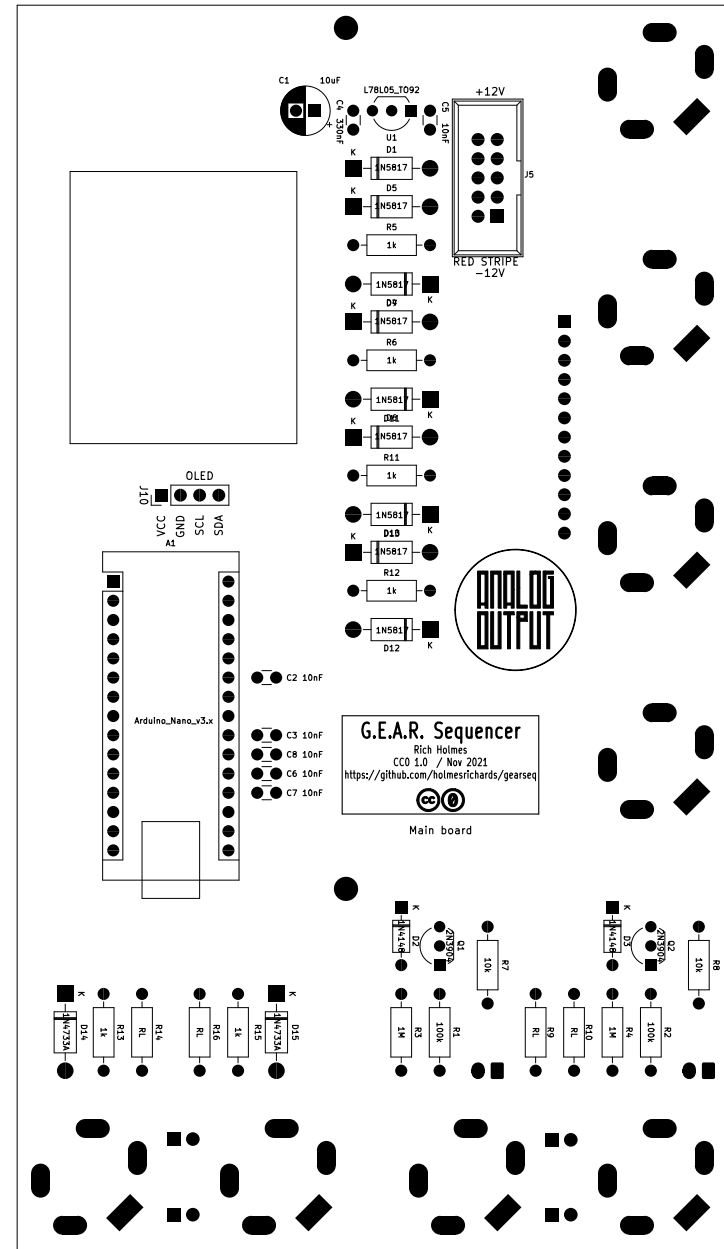 C1
10uF
L78L05_TO92
+12V
C4
330nF
C5
10nF
U1
D1
K
1N5817
J5
D5
K
1N5817
R5
1k
RED STRIPE
-12V
1N5817
K
D9
K
1N5817
R6
1k
1N5817
K
D11
K
1N5817
R11
1k
OLED
J10
VCC
GND
SCL
SDA
1N5817
K
K
1N5817
A1
R12
1k
ANALOG
OUTPUT
1N5817
K
D12
C2 10nF
Arduino_Nano_v3.x
C3 10nF
C8 10nF
C6 10nF
C7 10nF
G.E.A.R. Sequencer
Rich Holmes
CC0 1.0 / Nov 2021
https://github.com/holmesrichards/gearseq
cc 0
Main board
K
1N4148
D2
2N3904
Q1
10k
R7
K
1N4148
D3
2N3904
Q2
10k
R8
K
1N4733A
D14
1k
R13
RL
R14
RL
R16
1k
R15
K
1N4733A
D15
1M
R3
100k
R1
RL
R9
RL
R10
1M
R4
100k
R2